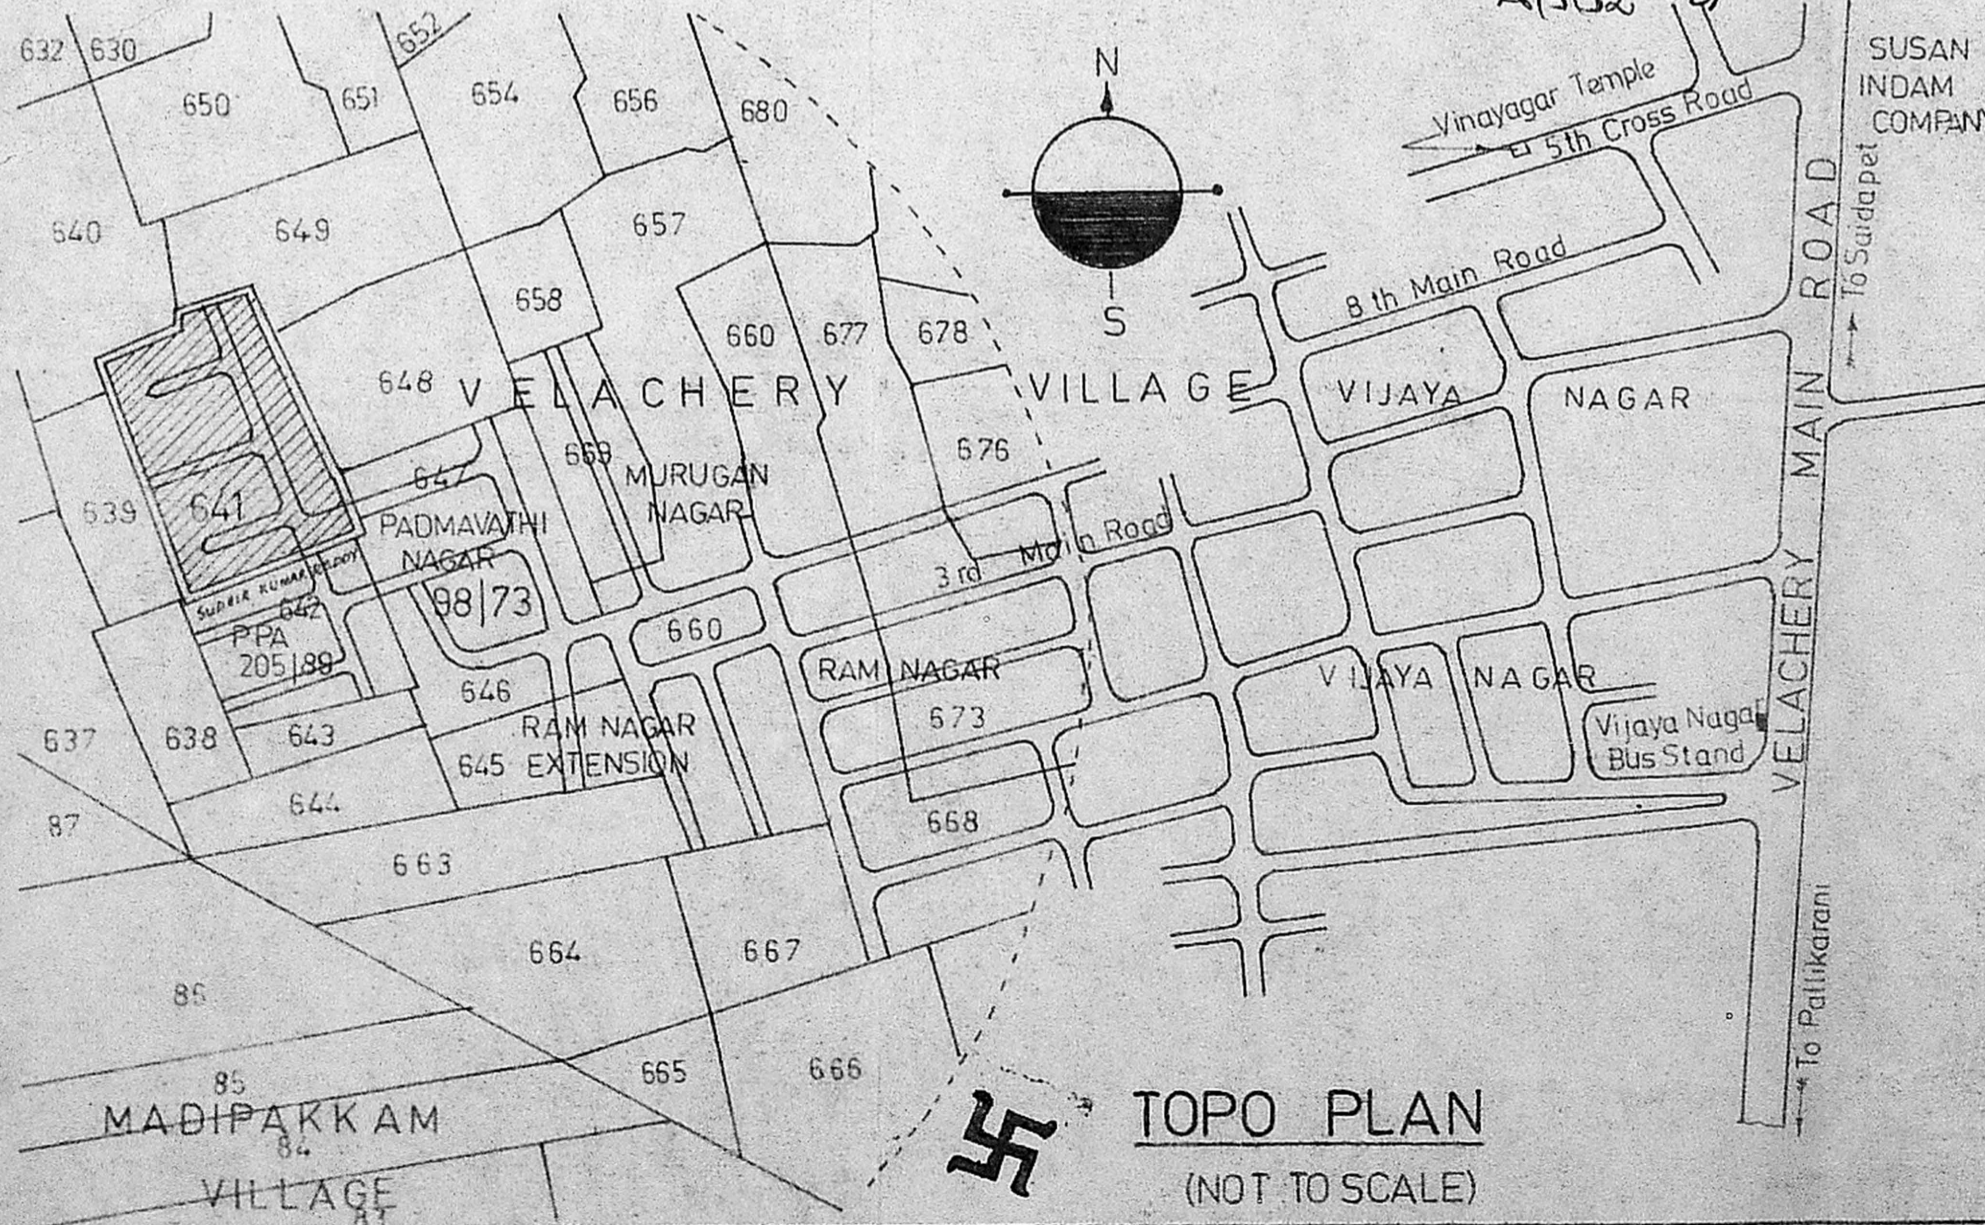 632
630
652
650
651
654
656
680
N
Vinayagar Temple
5th Cross Road
SUSAN
INDAM
COMPANY
640
649
657
To Saidapet
8 th Main Road
S
658
660
677
678
648
VELACHERY VILLAGE
VIJAYA NAGAR
VELACHERY MAIN ROAD
669
676
639
641
647
MURUGAN
NAGAR
PADMAVATHI
NAGAR
3rd Main Road
SUDHIR KUMAR REDDY
642
98/73
660
PPA
205/88
646
RAM NAGAR
VIJAYA NAGAR
637
638
643
RAM NAGAR
EXTENSION
645
673
Vijaya Nagar
Bus Stand
644
87
663
668
664
667
To Pallikarani
86
665
666
85
MADIPAKKAM
84
VILLAGE
TOPO PLAN
(NOT TO SCALE)